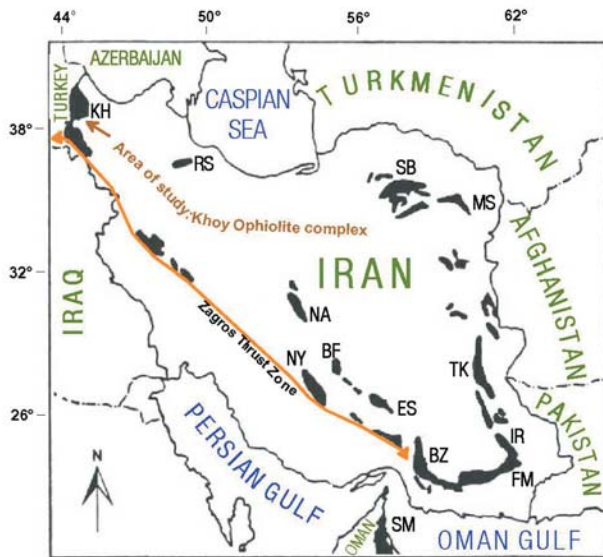 44° 50° 56° 62°
AZERBAIJAN
TURKEY
KH
CASPIAN
SEA
TURKMENISTAN
38°
Area of study:Khoy Ophiolite complex
RS
SB
MS
AFGHANISTAN
32°
IRAQ
IRAN
Zagros Thrust Zone
NA
NY
BF
TK
ES
26°
PAKISTAN
IR
BZ
FM
PERSIAN GULF
N
OMAN
SM
OMAN GULF